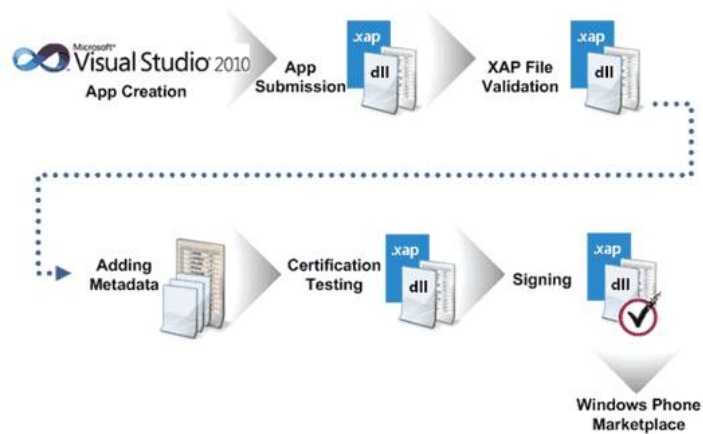 Microsoft®
Visual Studio 2010
App Creation
App
Submission
.xap
dll
XAP File
Validation
.xap
dll
Adding
Metadata
Certification
Testing
.xap
dll
Signing
.xap
dll
Windows Phone
Marketplace